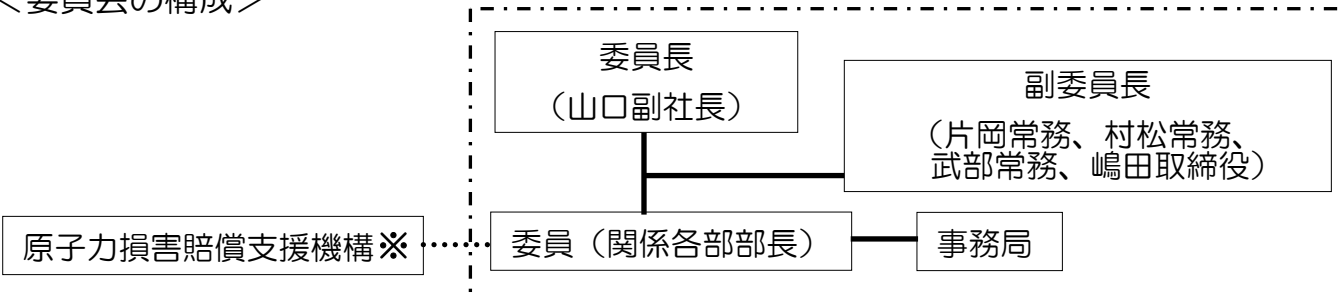 ＜委員会の構成＞
委員長
（山口副社長）
副委員長
（片岡常務、村松常務、
武部常務、嶋田取締役）
原子力損害賠償支援機構※
委員（関係各部部長）
事務局